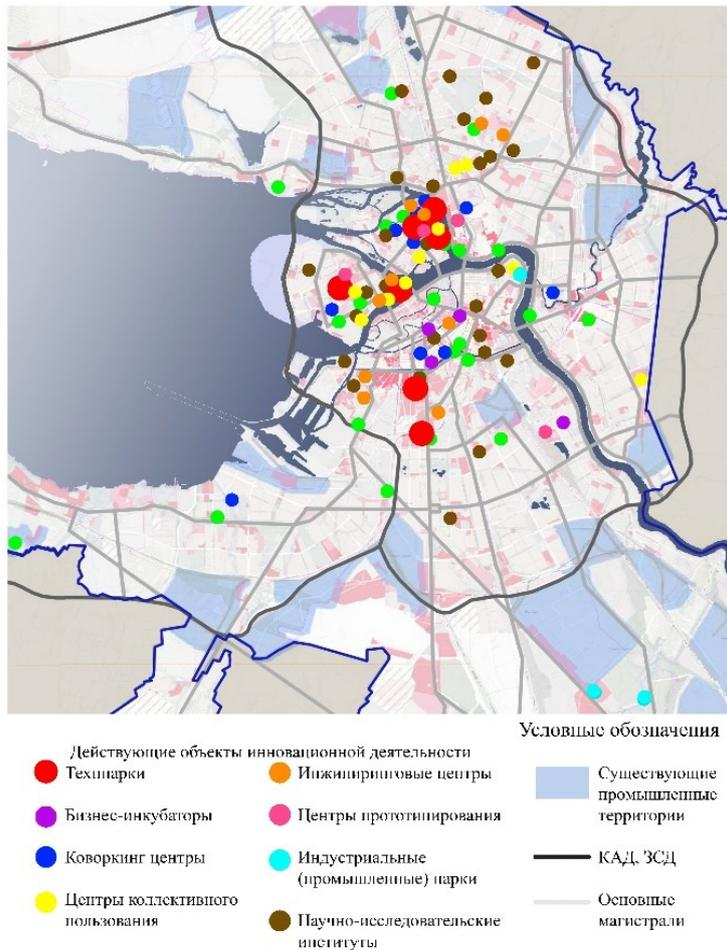 Условные обозначения
Действующие объекты инновационной деятельности
Технпарки
Бизнес-инкубаторы
Коворкинг центры
Центры коллективного
пользования
Инжиниринговые центры
Центры прототипирования
Индустриальные
(промышленные) парки
Научно-исследовательские
институты
Существующие
промышленные
территории
КАД, ЗСД
Основные
магистрали